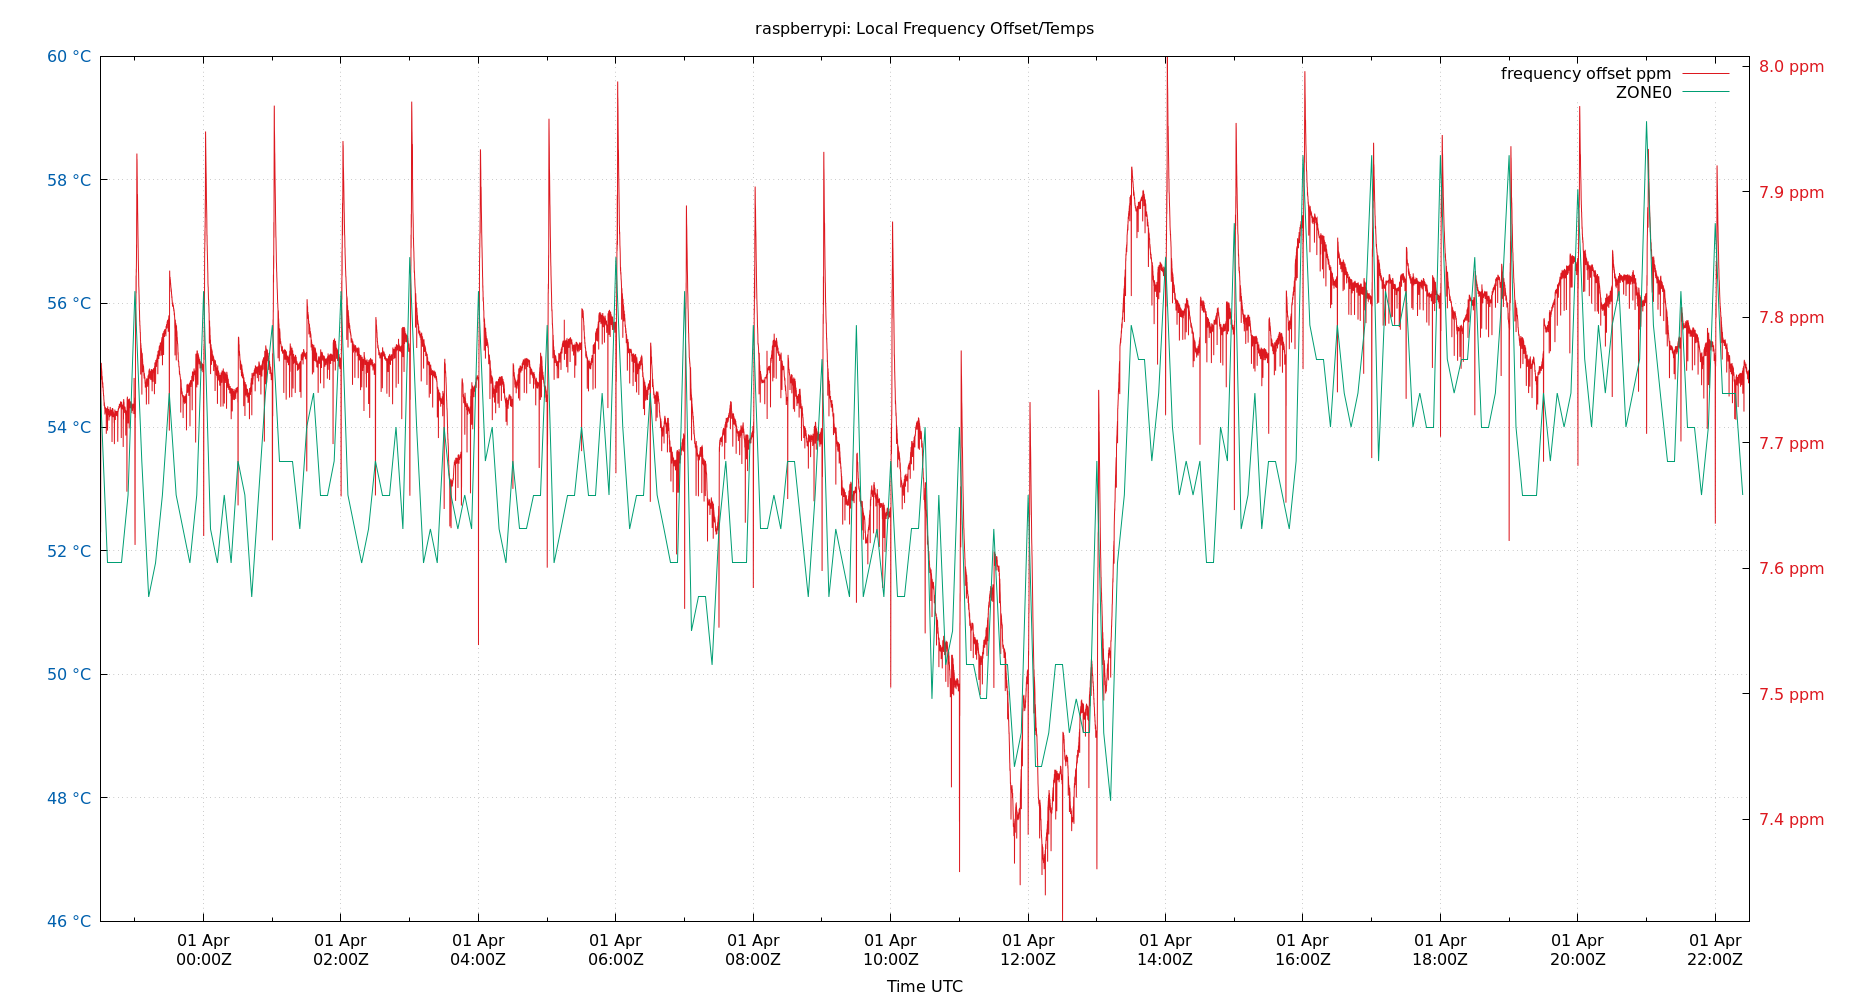 raspberrypi: Local Frequency Offset/Temps
frequency offset ppm
ZONE0
60 °C
58 °C
56 °C
54 °C
52 °C
50 °C
48 °C
46 °C
8.0 ppm
7.9 ppm
7.8 ppm
7.7 ppm
7.6 ppm
7.5 ppm
7.4 ppm
01 Apr
00:00Z
01 Apr
02:00Z
01 Apr
04:00Z
01 Apr
06:00Z
01 Apr
08:00Z
01 Apr
10:00Z
01 Apr
12:00Z
01 Apr
14:00Z
01 Apr
16:00Z
01 Apr
18:00Z
01 Apr
20:00Z
01 Apr
22:00Z
Time UTC